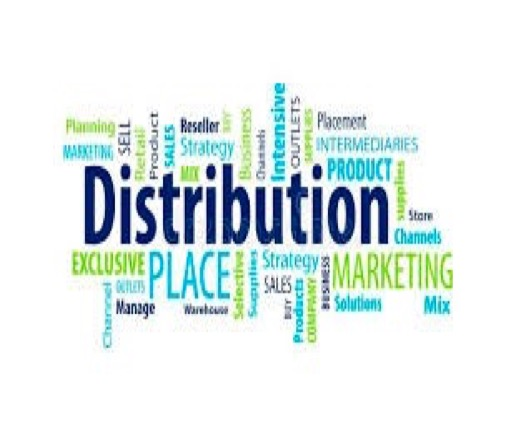 Planning
SELL
Retail
Product
SALES
Reseller
BUY
Business
Channels
Intensive
OUTLETS
SUPPLIES
Placement
MARKETING
MIX
Strategy
INTERMEDIARIES
PRODUCT
supplies
Distribution
Store
Channels
EXCLUSIVE
PLACE
Selective
Supplies
Strategy
MARKETING
OUTLETS
SALES
BUY
Products
COMPANY
BUSINESS
Solutions
Mix
Channel
Manage
Warehouse